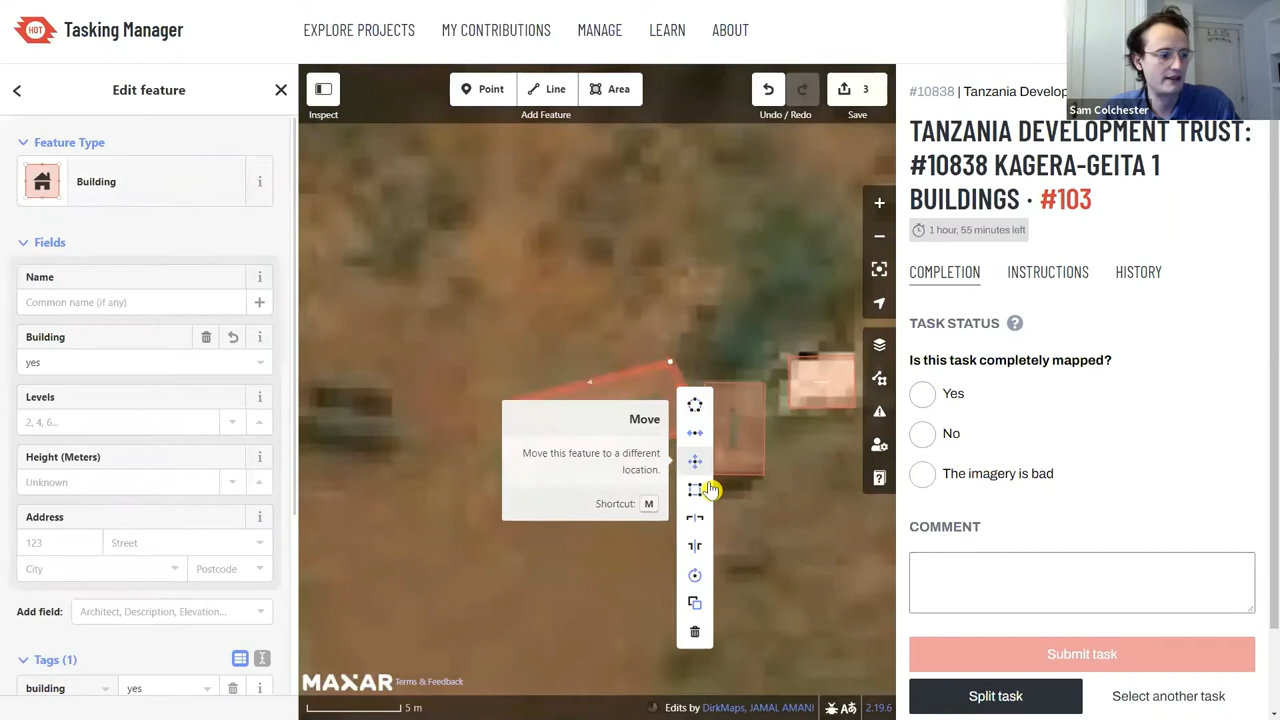 HOT
Tasking Manager
EXPLORE PROJECTS
MY CONTRIBUTIONS
MANAGE
LEARN
ABOUT
Sam Colchester
Edit feature
Feature Type
Building
i
Fields
Name
i
Common name (if any)
Building
i
yes
Levels
i
2, 4, 6...
Height (Meters)
i
Unknown
Address
i
123
Street
City
Postcode
Add field:
Architect, Description, Elevation...
Tags (1)
building
yes
i
Inspect
Point
Line
Area
Add Feature
Undo / Redo
3
Save
Move
Move this feature to a different
location.
Shortcut:
M
MAXAR
Terms & Feedback
5 m
Edits by DirkMaps, JAMAL AMANI
2.19.6
#10838 | Tanzania Develop
TANZANIA DEVELOPMENT TRUST:
#10838 KAGERA-GEITA 1
BUILDINGS · #103
1 hour, 55 minutes left
COMPLETION
INSTRUCTIONS
HISTORY
TASK STATUS
?
Is this task completely mapped?
Yes
No
The imagery is bad
COMMENT
Submit task
Split task
Select another task